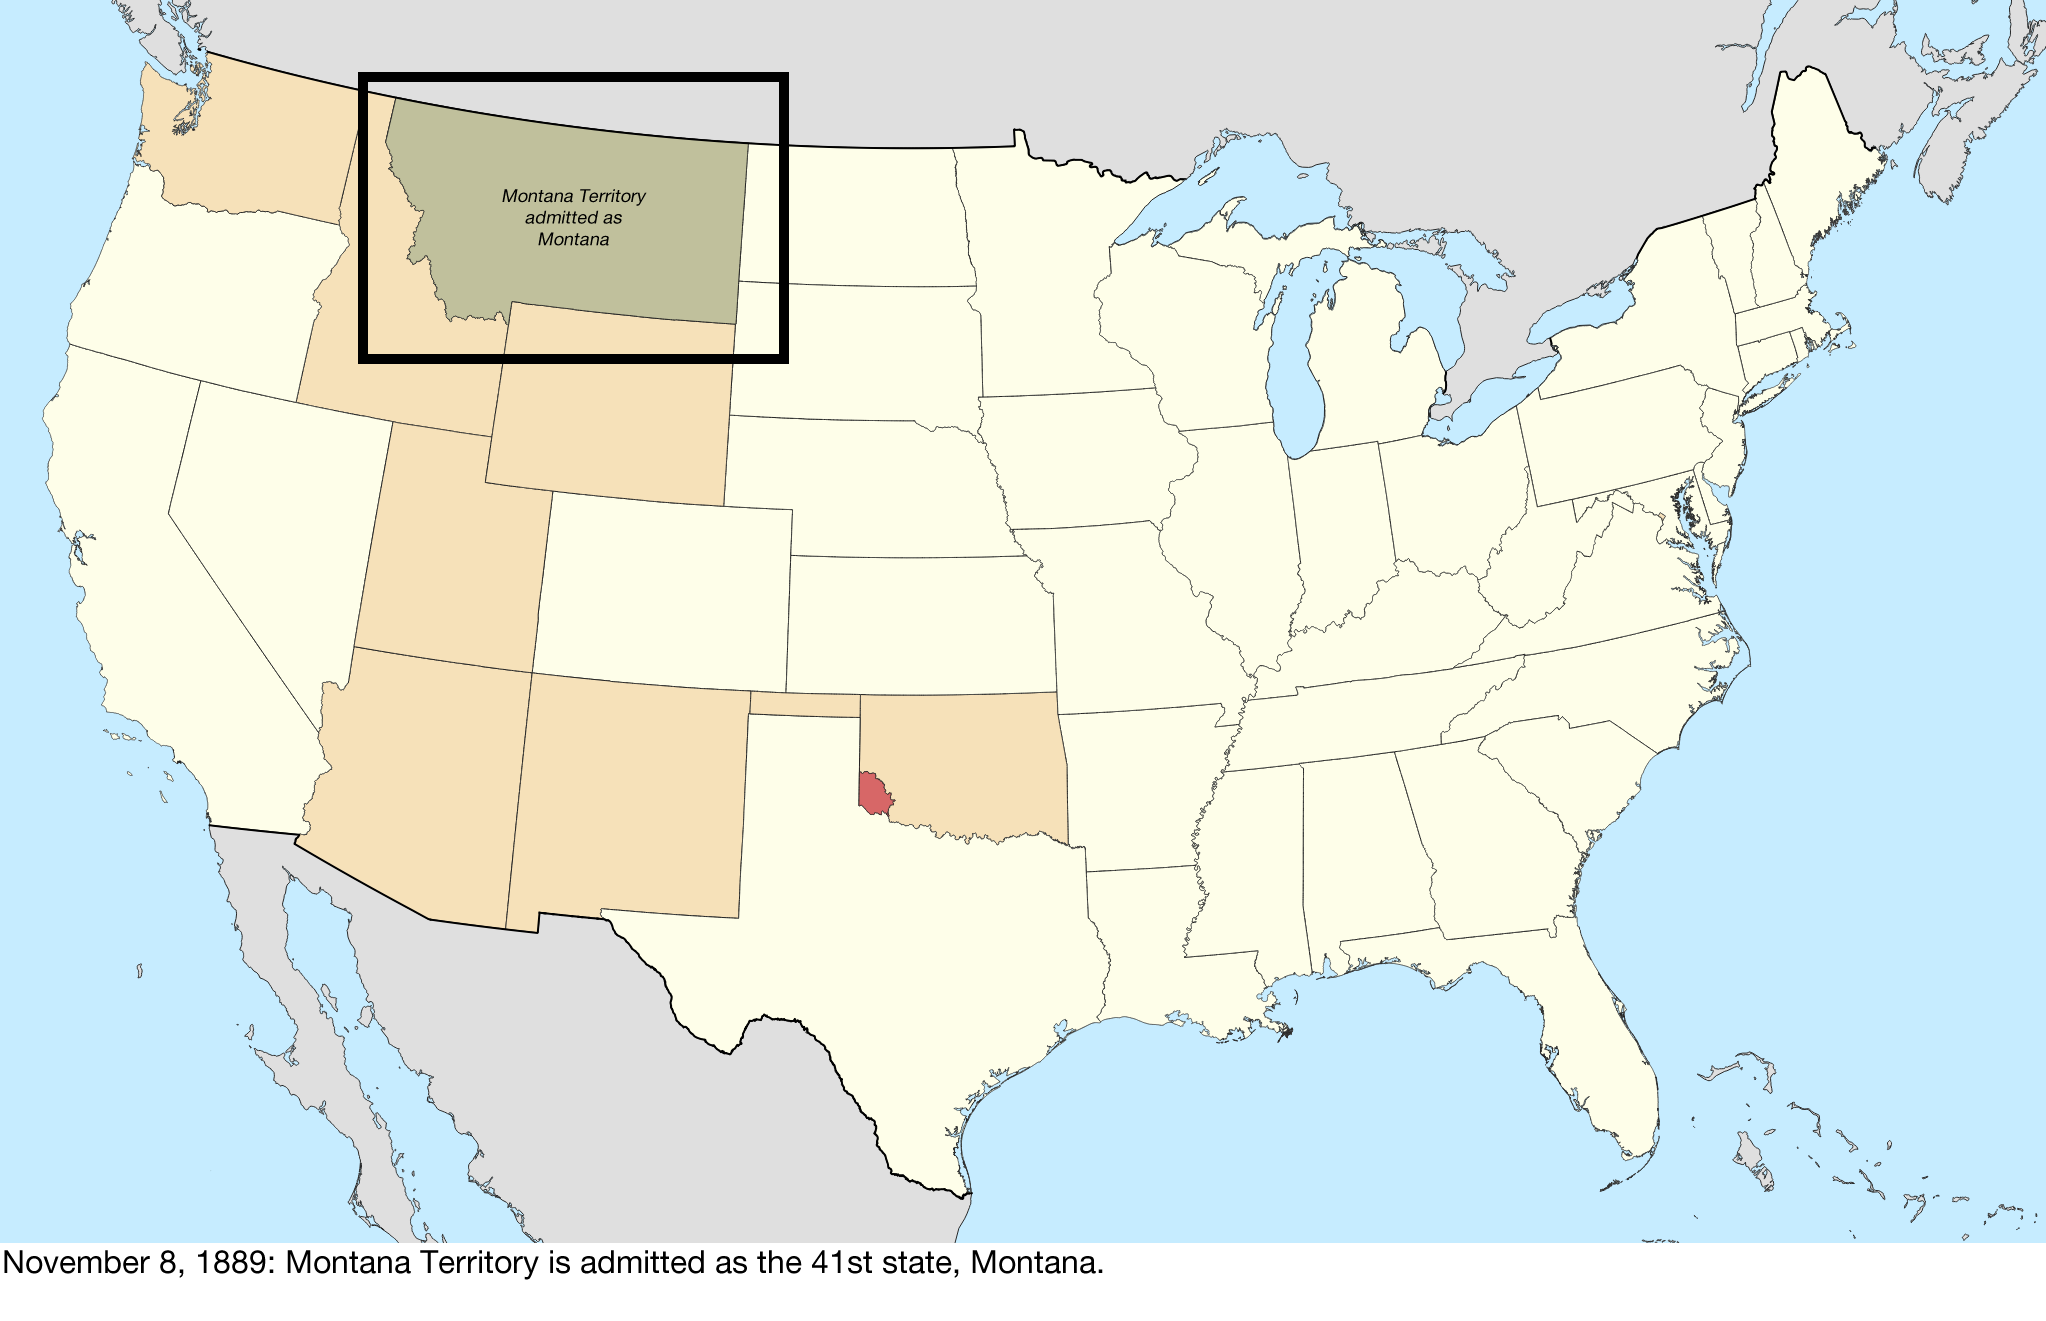 Montana Territory
admitted as
Montana
November 8, 1889: Montana Territory is admitted as the 41st state, Montana.